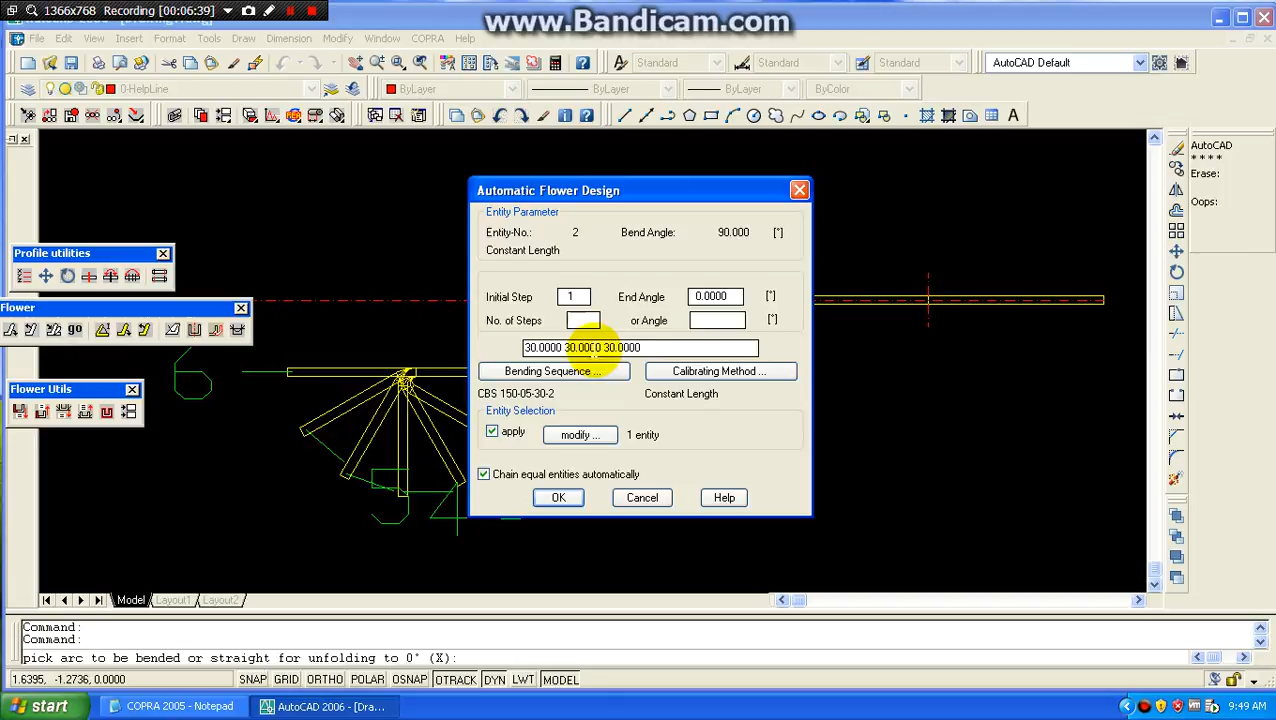 1366x768 Recording [00:06:39]
www.Bandicam.com
File Edit View Insert Format Tools Draw Dimension Modify Window COPRA Help
Standard Standard Standard AutoCAD Default
0-HelpLine ByLayer ByLayer ByLayer ByColor
AutoCAD
* * * *
Erase:
Oops:
Profile utilities
Flower
Flower Utils
6
5
4
Automatic Flower Design
Entity Parameter
Entity-No.: 2 Bend Angle: 90.000 [°]
Constant Length
Initial Step 1 End Angle 0.0000 [°]
No. of Steps or Angle [°]
30.0000 30.0000 30.0000
Bending Sequence ... Calibrating Method ...
CBS 150-05-30-2 Constant Length
Entity Selection
apply modify ... 1 entity
Chain equal entities automatically
OK Cancel Help
Model Layout1 Layout2
Command:
Command:
pick arc to be bended or straight for unfolding to 0° (X):
1.6395, -1.2736, 0.0000 SNAP GRID ORTHO POLAR OSNAP OTRACK DYN LWT MODEL
start COPRA 2005 - Notepad AutoCAD 2006 - [Dra... 9:49 AM